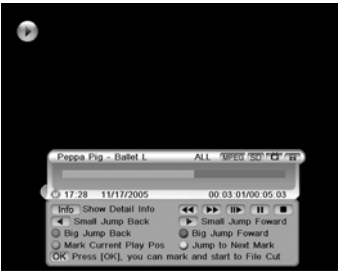 Peppa Pig - Ballet L ALL MPEG SD
17:28 11/17/2005 00:03:01/00:05:03
Info Show Detail Info
Small Jump Back Small Jump Foward
Big Jump Back Big Jump Foward
Mark Current Play Pos Jump to Next Mark
OK Press [OK], you can mark and start to File Cut